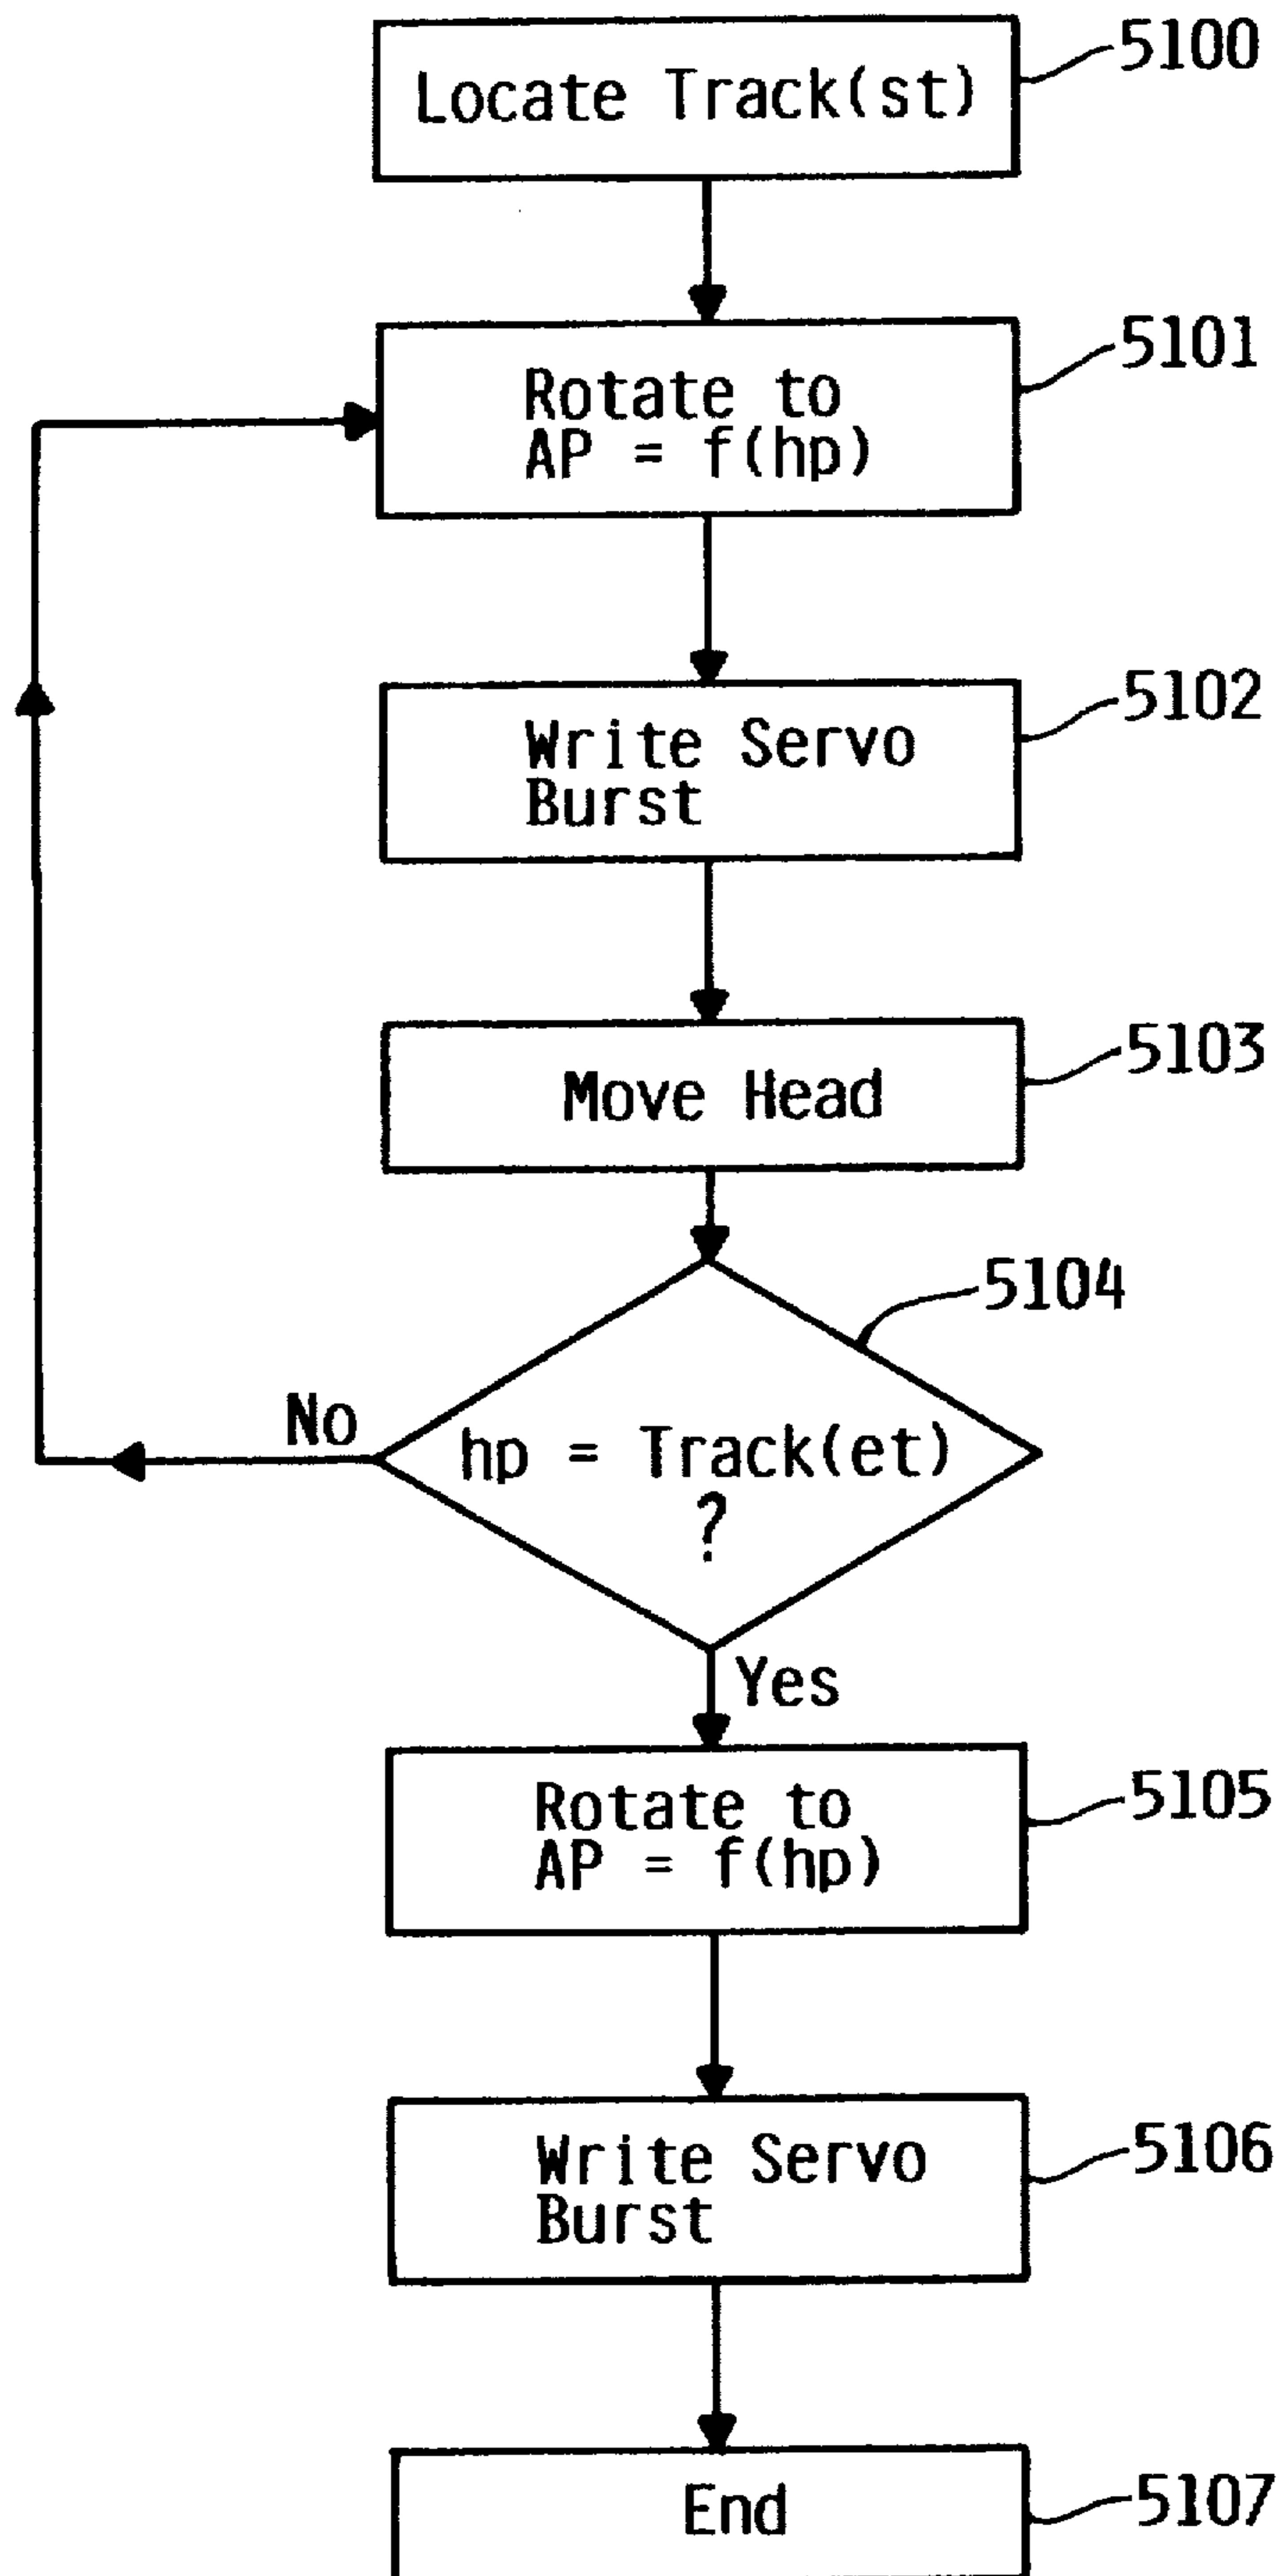 Locate Track(st)
5100
Rotate to
AP = f(hp)
5101
Write Servo
Burst
5102
Move Head
5103
5104
hp = Track(et)
?
No
Yes
Rotate to
AP = f(hp)
5105
Write Servo
Burst
5106
End
5107